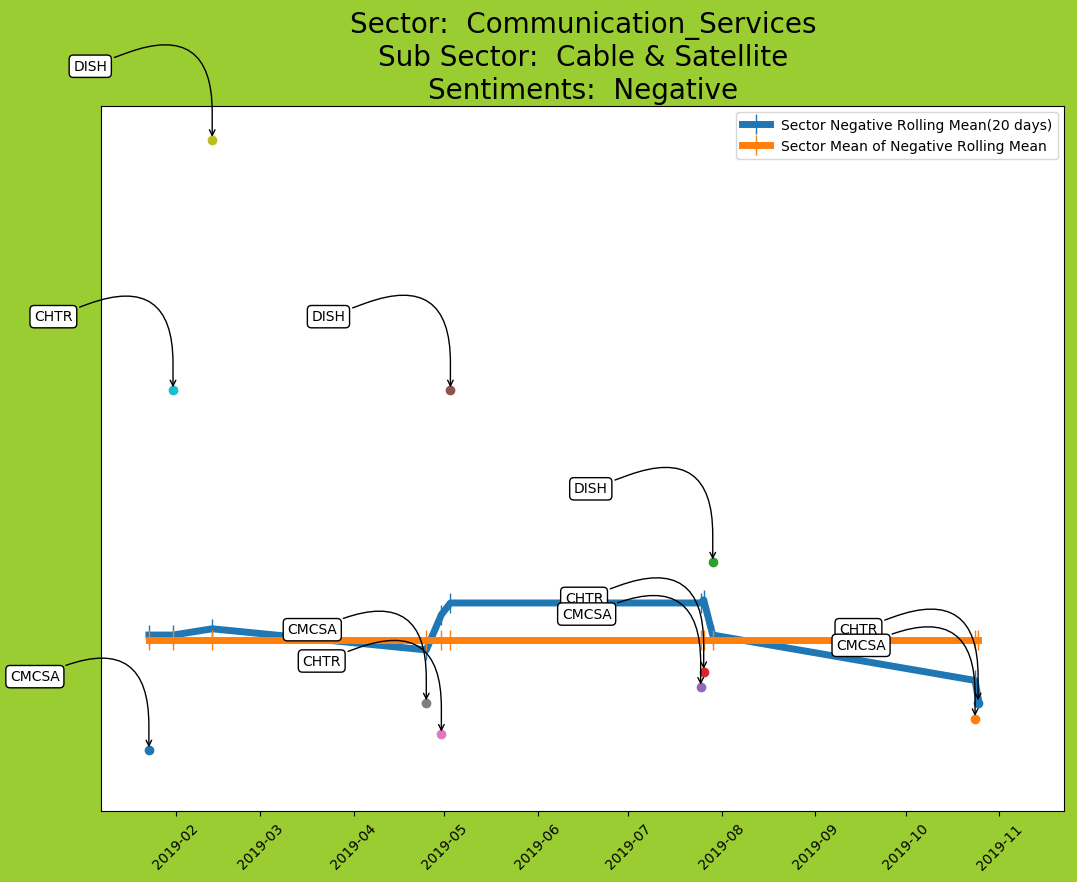 Sector:  Communication_Services
Sub Sector:  Cable & Satellite
Sentiments:  Negative
DISH
Sector Negative Rolling Mean(20 days)
Sector Mean of Negative Rolling Mean
CHTR
DISH
DISH
CHTR
CMCSA
CMCSA
CHTR
CHTR
CMCSA
CMCSA
2019-02
2019-03
2019-04
2019-05
2019-06
2019-07
2019-08
2019-09
2019-10
2019-11